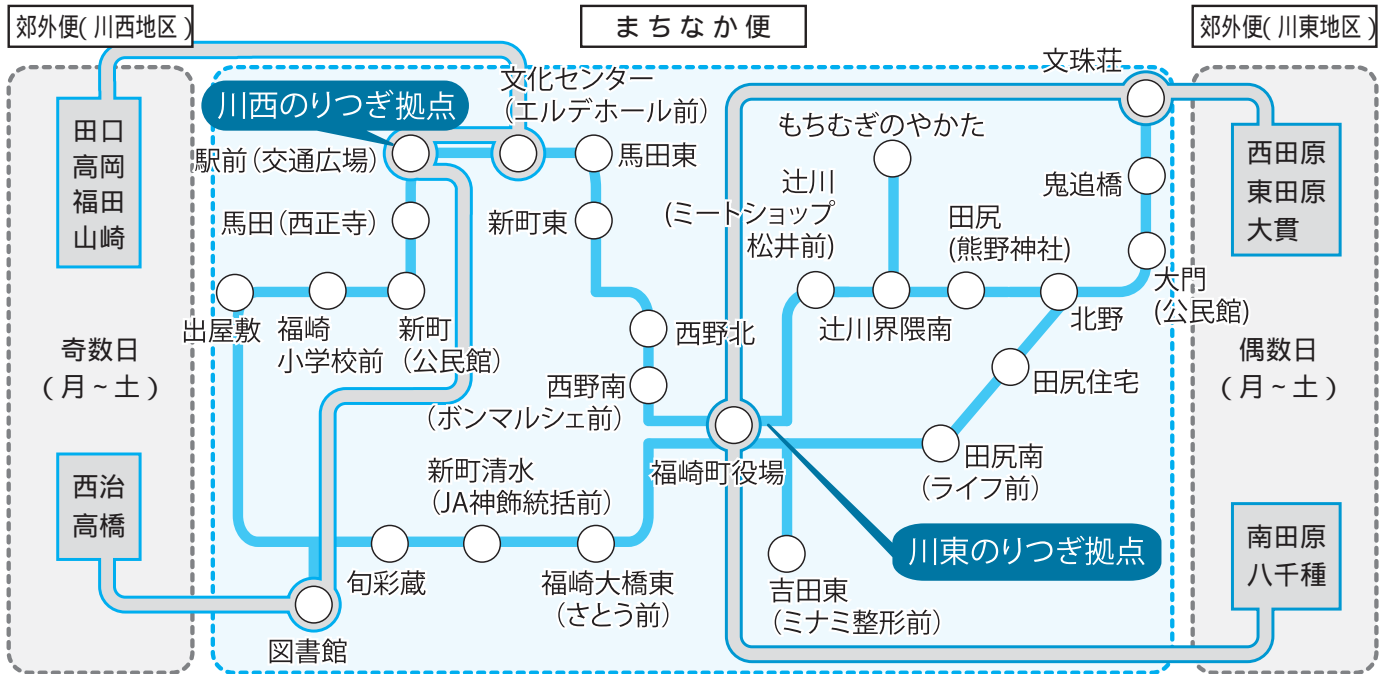 郊外便(川西地区)
まちなか便
郊外便(川東地区)
田口
高岡
福田
山崎
奇数日
(月~土)
西治
高橋
川西のりつぎ拠点
文化センター
(エルデホール前)
駅前(交通広場)
馬田東
馬田(西正寺)
新町東
出屋敷
福崎
小学校前
新町
(公民館)
西野北
西野南
(ボンマルシェ前)
新町清水
(JA神飾統括前)
旬彩蔵
福崎大橋東
(さとう前)
図書館
福崎町役場
文珠荘
もちむぎのやかた
鬼追橋
辻川
(ミートショップ
松井前)
田尻
(熊野神社)
大門
(公民館)
辻川界隈南
北野
田尻住宅
田尻南
(ライフ前)
川東のりつぎ拠点
吉田東
(ミナミ整形前)
西田原
東田原
大貫
偶数日
(月~土)
南田原
八千種